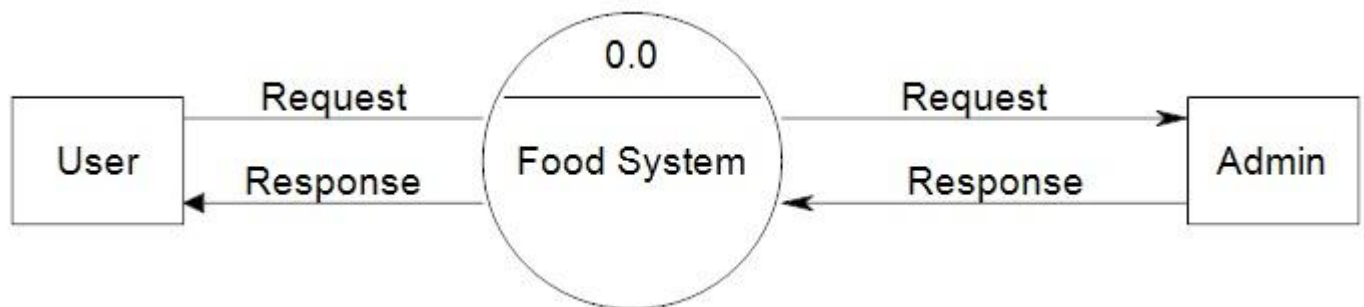 0.0
Request
Request
User
Food System
Admin
Response
Response